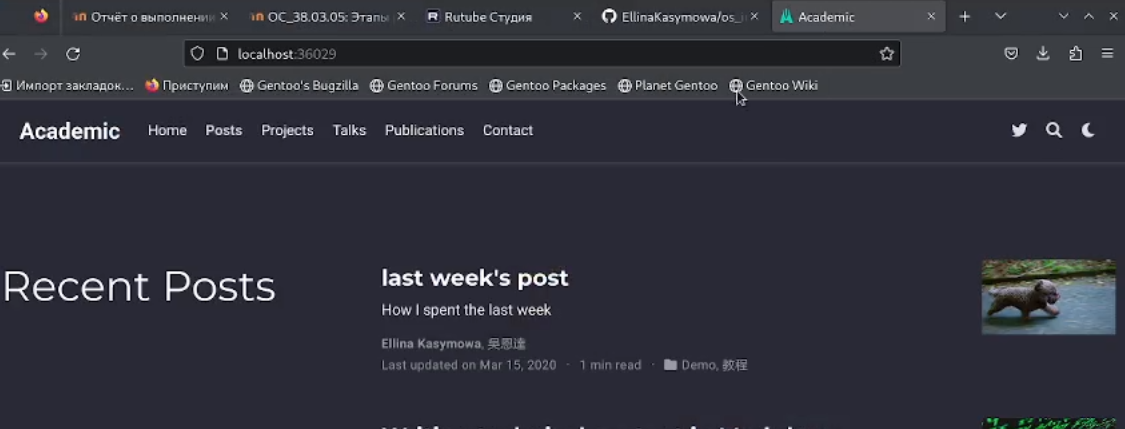 Отчёт о выполнении
ОС_38.03.05: Этапы
Rutube Студия
EllinaKasymowa/os_i
Academic
localhost:36029
Импорт закладок...
Приступим
Gentoo's Bugzilla
Gentoo Forums
Gentoo Packages
Planet Gentoo
Gentoo Wiki
Academic Home Posts Projects Talks Publications Contact
Recent Posts
last week's post
How I spent the last week
Ellina Kasymowa, 吳恩達
Last updated on Mar 15, 2020 · 1 min read · Demo, 教程